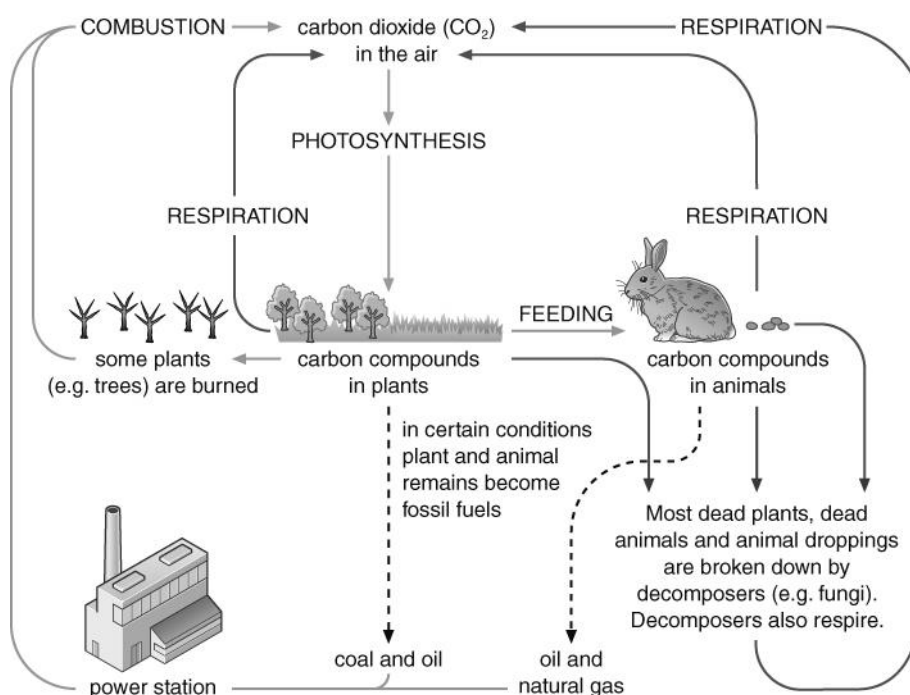 COMBUSTION
carbon dioxide (CO₂)
in the air
RESPIRATION
PHOTOSYNTHESIS
RESPIRATION
RESPIRATION
FEEDING
some plants
(e.g. trees) are burned
carbon compounds
in plants
carbon compounds
in animals
in certain conditions
plant and animal
remains become
fossil fuels
Most dead plants, dead
animals and animal droppings
are broken down by
decomposers (e.g. fungi).
Decomposers also respire.
coal and oil
oil and
natural gas
power station